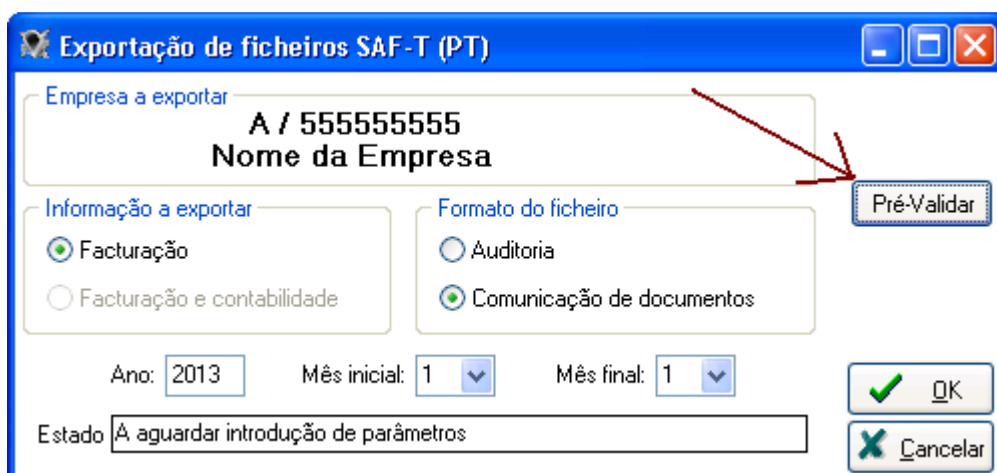 Exportação de ficheiros SAF-T (PT)
Empresa a exportar
A / 555555555
Nome da Empresa
Pré-Validar
Informação a exportar
Facturação
Facturação e contabilidade
Formato do ficheiro
Auditoria
Comunicação de documentos
Ano: 2013 Mês inicial: 1 Mês final: 1
OK
Estado A aguardar introdução de parâmetros
Cancelar